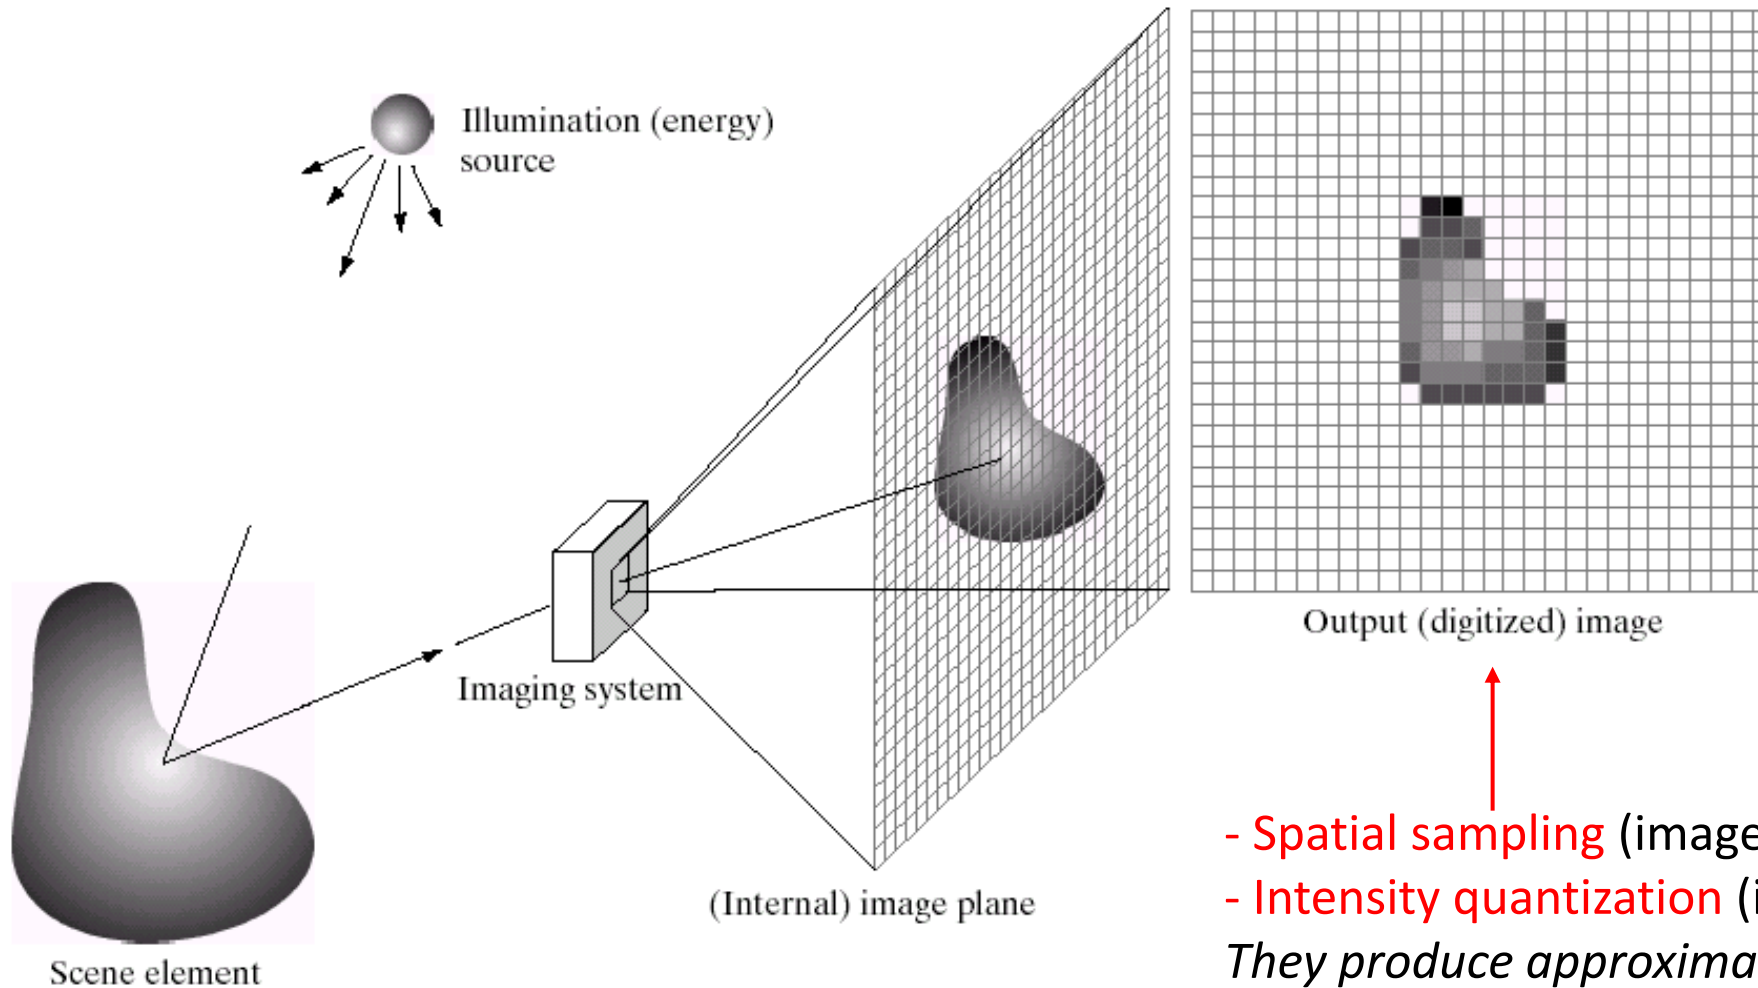 Illumination (energy)
source
Output (digitized) image
Imaging system
- Spatial sampling (image
- Intensity quantization (i
(Internal) image plane
They produce approxima
Scene element